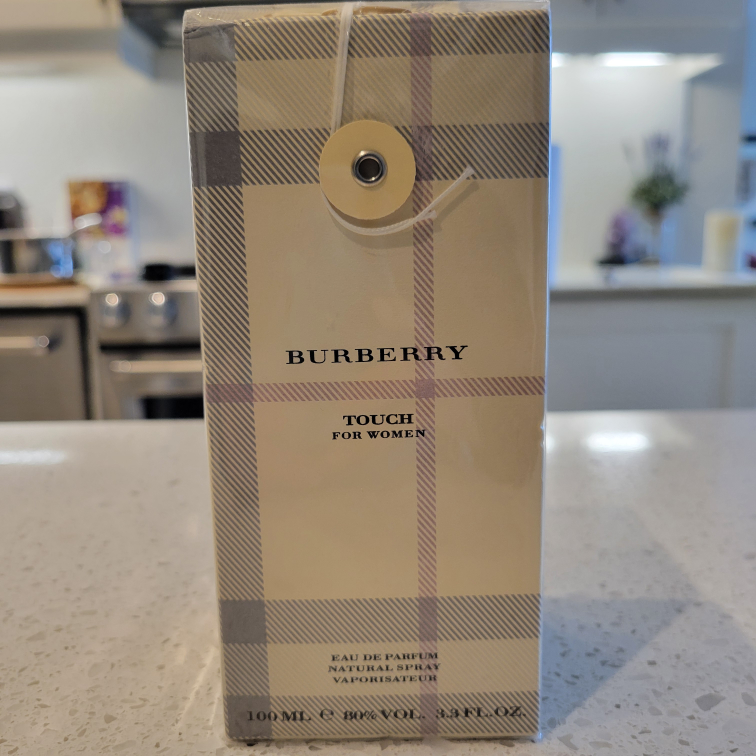 BURBERRY
TOUCH
FOR WOMEN
EAU DE PARFUM
NATURAL SPRAY
VAPORISATEUR
100 ML. ℮ 80% VOL. 3.3 FL.OZ.